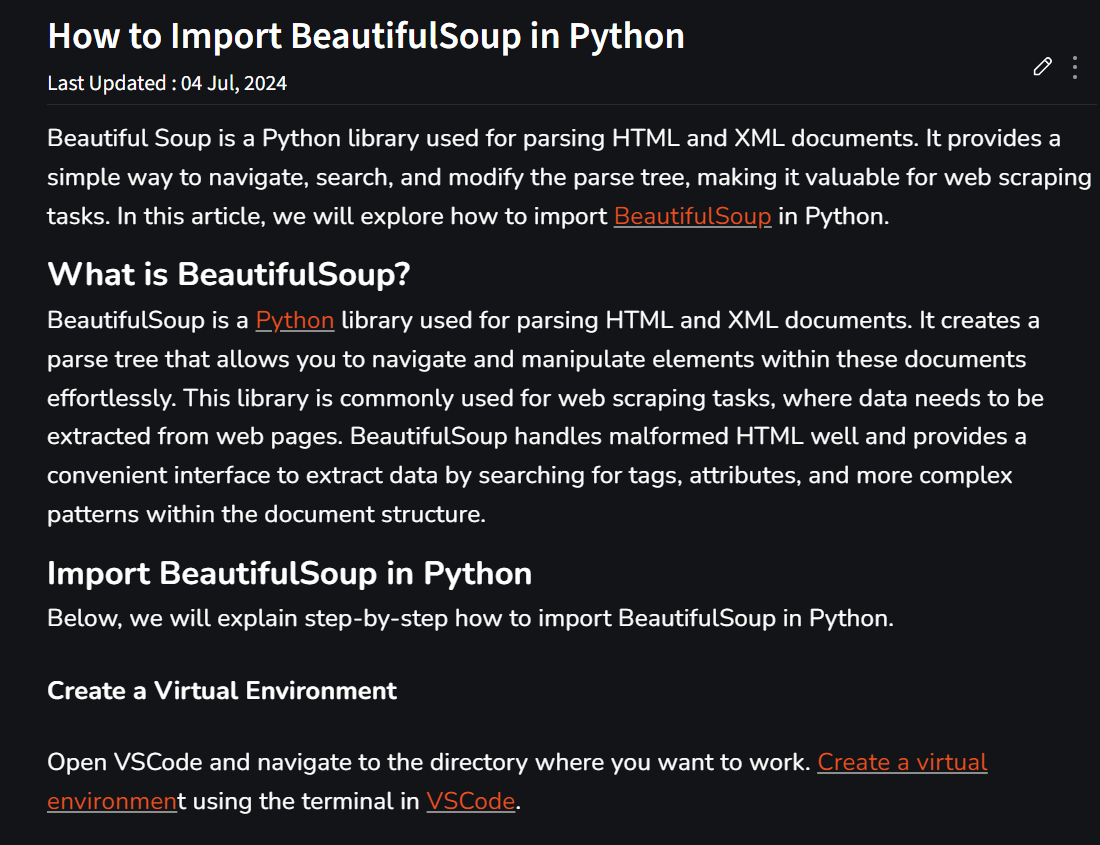 How to Import BeautifulSoup in Python
Last Updated : 04 Jul, 2024
Beautiful Soup is a Python library used for parsing HTML and XML documents. It provides a
simple way to navigate, search, and modify the parse tree, making it valuable for web scraping
tasks. In this article, we will explore how to import BeautifulSoup in Python.
What is BeautifulSoup?
BeautifulSoup is a Python library used for parsing HTML and XML documents. It creates a
parse tree that allows you to navigate and manipulate elements within these documents
effortlessly. This library is commonly used for web scraping tasks, where data needs to be
extracted from web pages. BeautifulSoup handles malformed HTML well and provides a
convenient interface to extract data by searching for tags, attributes, and more complex
patterns within the document structure.
Import BeautifulSoup in Python
Below, we will explain step-by-step how to import BeautifulSoup in Python.
Create a Virtual Environment
Open VSCode and navigate to the directory where you want to work. Create a virtual
environment using the terminal in VSCode.